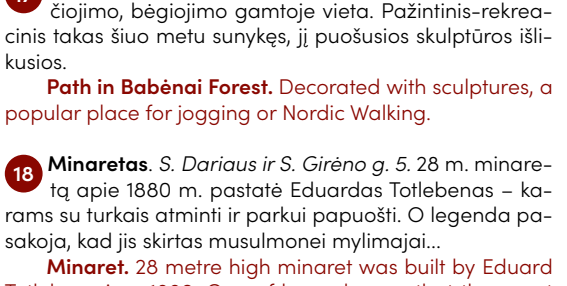 čiojimo, bėgiojimo gamtoje vieta. Pažintinis-rekrea-
cinis takas šiuo metu sunykęs, jį puošusios skulptūros išli-
kusios.
Path in Babėnai Forest. Decorated with sculptures, a
popular place for jogging or Nordic Walking.
18 Minaretas. S. Dariaus ir S. Girėno g. 5. 28 m. minare-
tą apie 1880 m. pastatė Eduardas Totlebenas – ka-
rams su turkais atminti ir parkui papuošti. O legenda pa-
sakoja, kad jis skirtas musulmonei mylimajai...
Minaret. 28 metre high minaret was built by Eduard